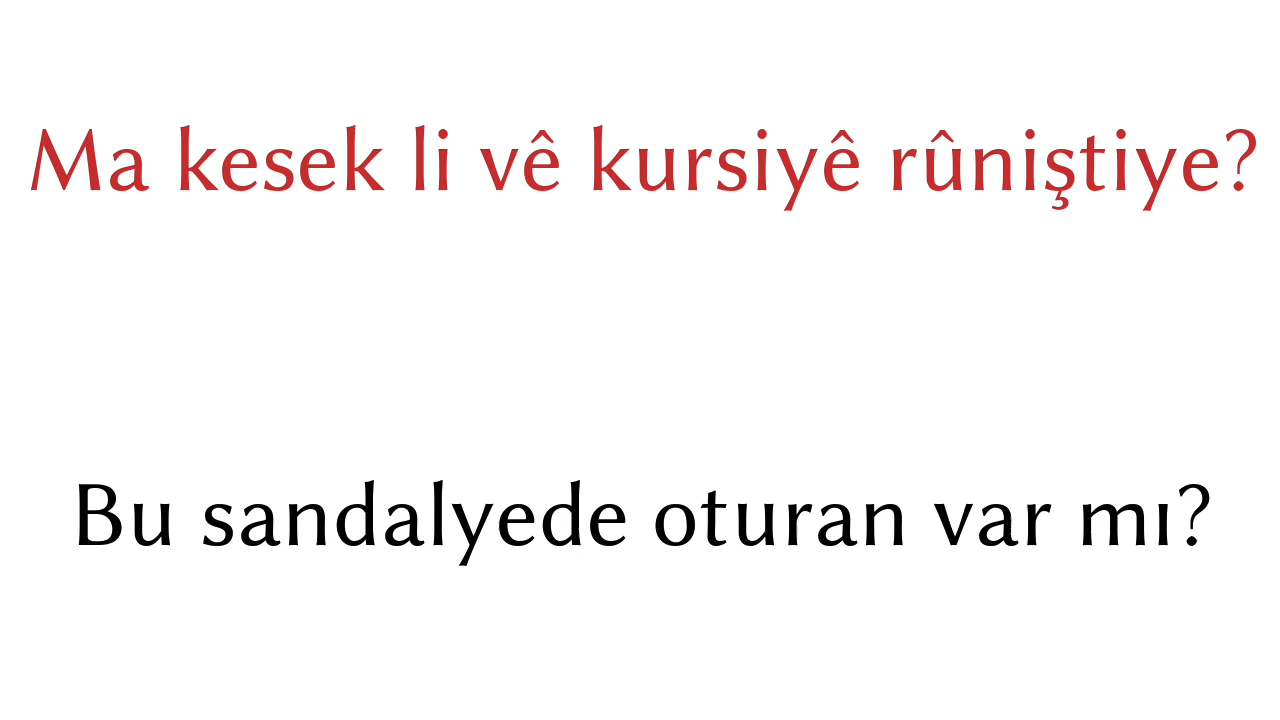 Ma kesek li vê kursiyê rûniştiye?
Bu sandalyede oturan var mı?